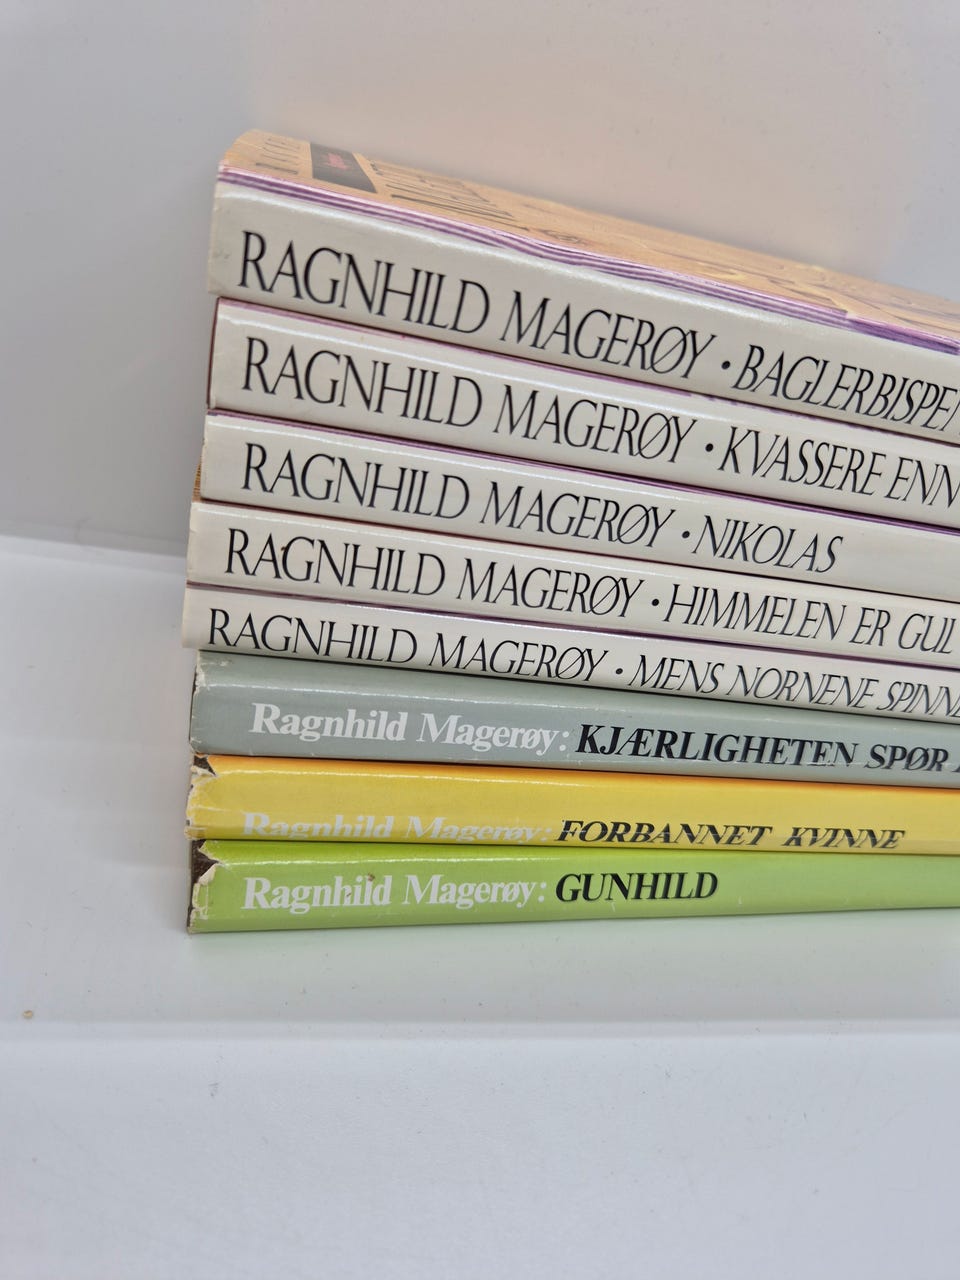 RAGNHILD MAGERØY · BAGLERBISPEN
RAGNHILD MAGERØY · KVASSERE ENN
RAGNHILD MAGERØY · NIKOLAS
RAGNHILD MAGERØY · HIMMELEN ER GUL
RAGNHILD MAGERØY · MENS NORNENE SPINNE
Ragnhild Magerøy: KJÆRLIGHETEN SPØR
Ragnhild Magerøy: FORBANNET KVINNE
Ragnhild Magerøy: GUNHILD